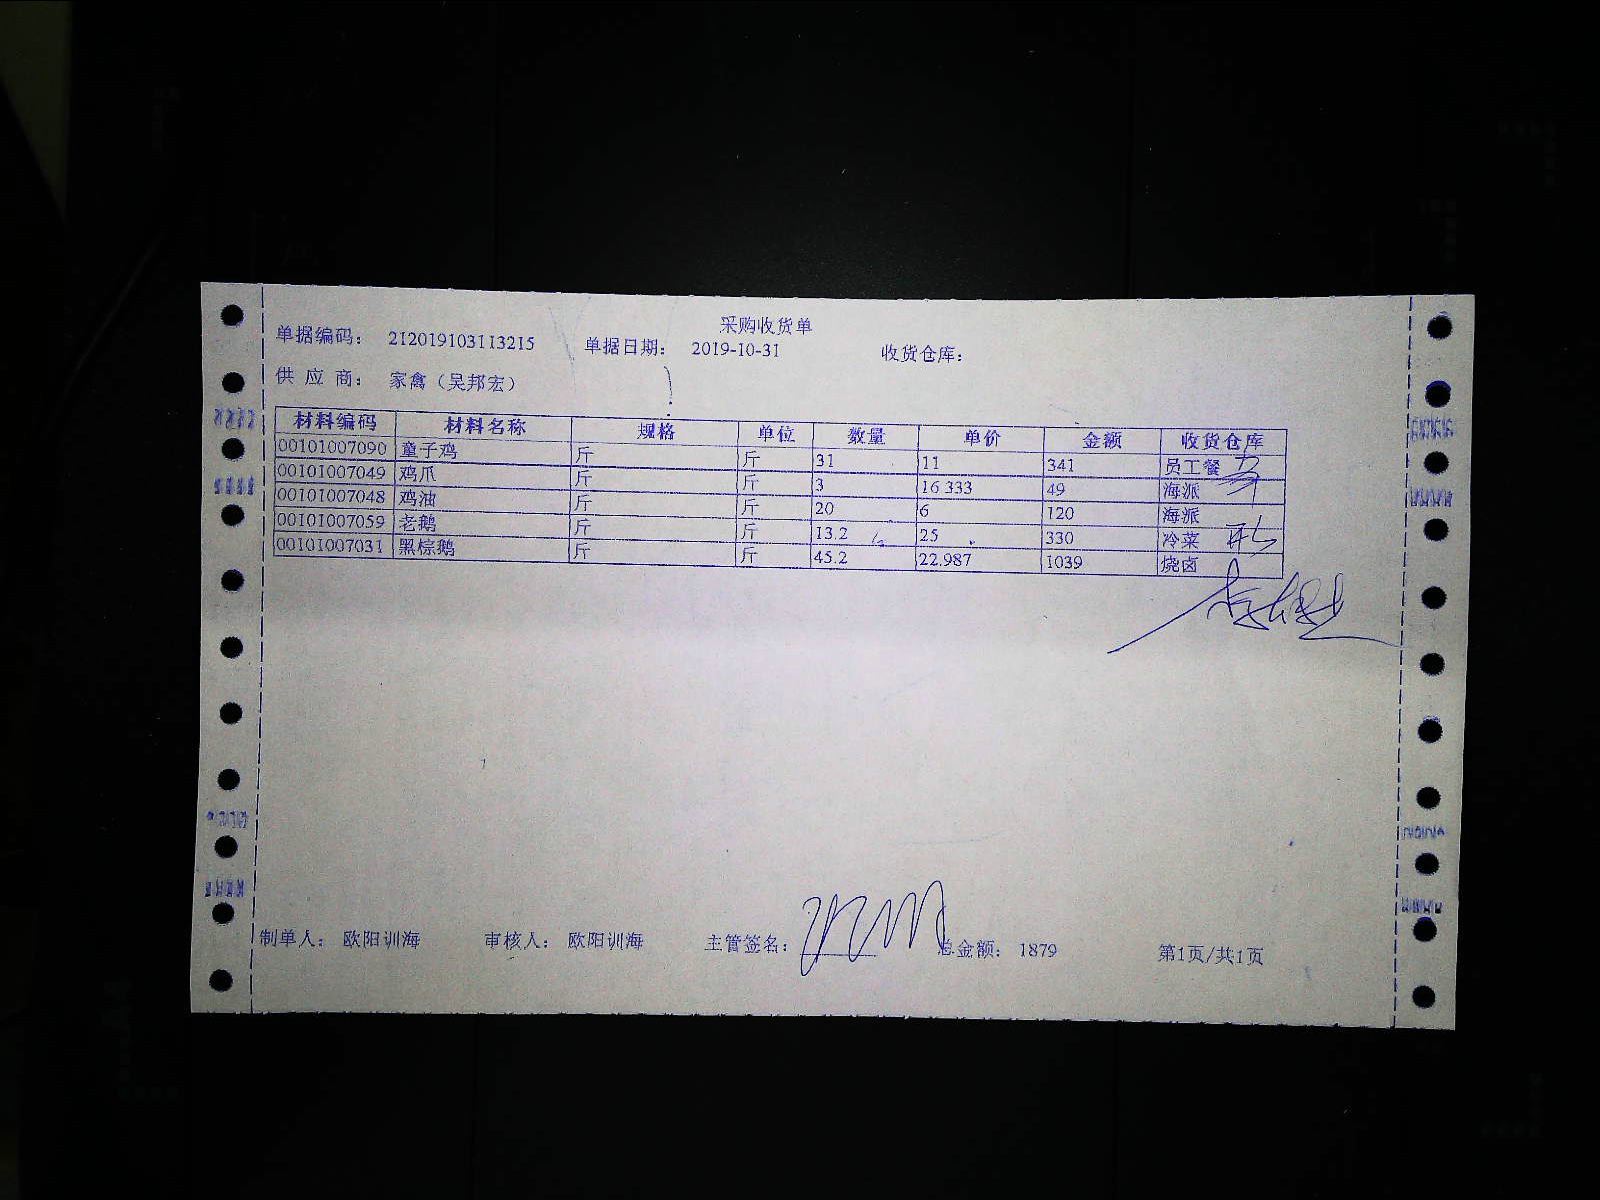 采购收货单
单据编码： 212019103113215 单据日期： 2019-10-31 收货仓库：
供 应 商： 家禽（吴邦宏）
材料编码 材料名称 规格 单位 数量 单价 金额 收货仓库
00101007090 童子鸡 斤 斤 31 11 341 员工餐
00101007049 鸡爪 斤 斤 3 16.333 49 海派
00101007048 鸡油 斤 斤 20 6 120 海派
00101007059 老鹅 斤 斤 13.2 25 330 冷菜
00101007031 黑棕鹅 斤 斤 45.2 22.987 1039 烧卤
制单人： 欧阳训海 审核人： 欧阳训海 主管签名： 总金额： 1879 第1页/共1页